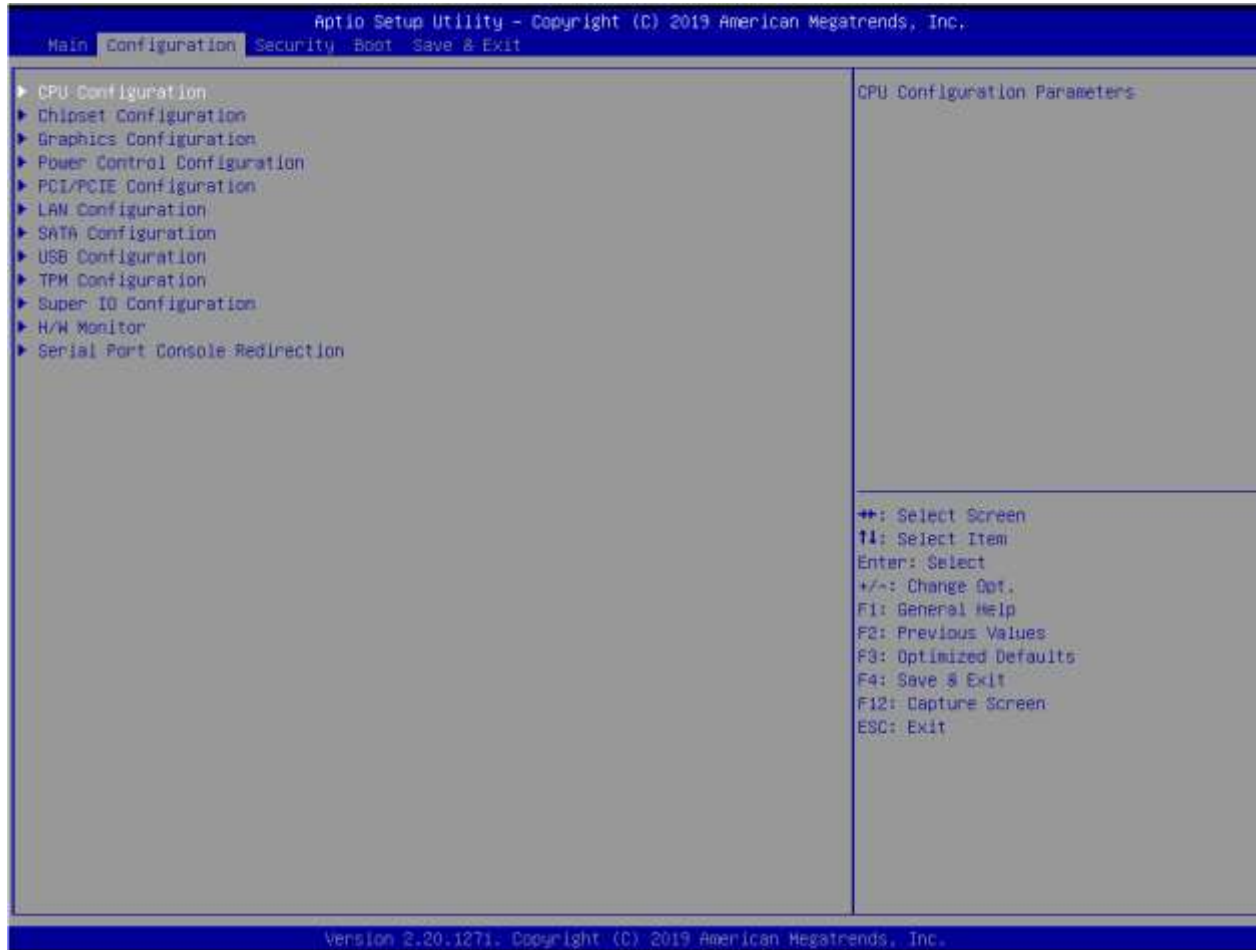 Aptio Setup Utility – Copyright (C) 2019 American Megatrends, Inc.
Main Configuration Security Boot Save & Exit
► CPU Configuration
► Chipset Configuration
► Graphics Configuration
► Power Control Configuration
► PCI/PCIE Configuration
► LAN Configuration
► SATA Configuration
► USB Configuration
► TPM Configuration
► Super IO Configuration
► H/W Monitor
► Serial Port Console Redirection
CPU Configuration Parameters
→←: Select Screen
↑↓: Select Item
Enter: Select
+/-: Change Opt.
F1: General Help
F2: Previous Values
F3: Optimized Defaults
F4: Save & Exit
F12: Capture Screen
ESC: Exit
Version 2.20.1271. Copyright (C) 2019 American Megatrends, Inc.